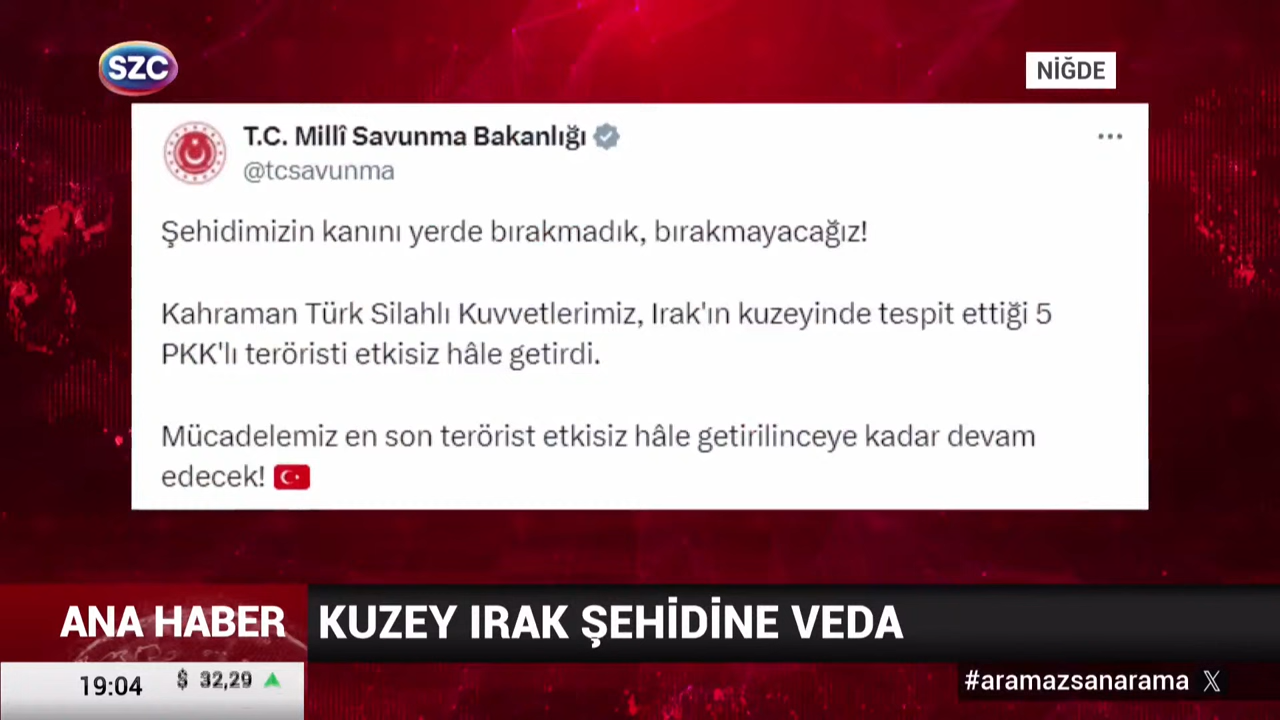 SZC
NİĞDE
T.C. Millî Savunma Bakanlığı
@tcsavunma
Şehidimizin kanını yerde bırakmadık, bırakmayacağız!
Kahraman Türk Silahlı Kuvvetlerimiz, Irak'ın kuzeyinde tespit ettiği 5
PKK'lı teröristi etkisiz hâle getirdi.
Mücadelemiz en son terörist etkisiz hâle getirilinceye kadar devam
edecek!
ANA HABER
KUZEY IRAK ŞEHİDİNE VEDA
19:04
$ 32,29
#aramazsanarama X